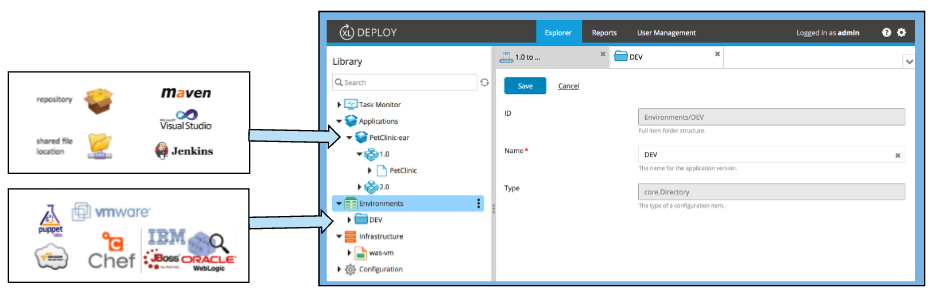 repository
maven
Microsoft
Visual Studio
shared file
location
Jenkins
puppet
labs
vmware
Chef
IBM
JBoss
ORACLE
WebLogic
XL DEPLOY
Explorer
Reports
User Management
Logged in as admin
Library
Search
Task Monitor
Applications
PetClinic-ear
1.0
PetClinic
2.0
Environments
DEV
Infrastructure
was-vm
Configuration
1.0 to ...
DEV
Save
Cancel
ID
Environments/DEV
Full item folder structure.
Name *
DEV
The name for the application version.
Type
core.Directory
The type of a configuration item.